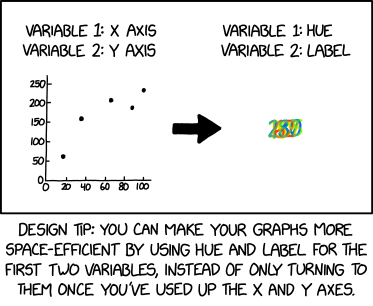 VARIABLE 1: X AXIS
VARIABLE 2: Y AXIS
VARIABLE 1: HUE
VARIABLE 2: LABEL
250
200
150
100
50
0
0 20 40 60 80 100
DESIGN TIP: YOU CAN MAKE YOUR GRAPHS MORE
SPACE-EFFICIENT BY USING HUE AND LABEL FOR THE
FIRST TWO VARIABLES, INSTEAD OF ONLY TURNING TO
THEM ONCE YOU'VE USED UP THE X AND Y AXES.